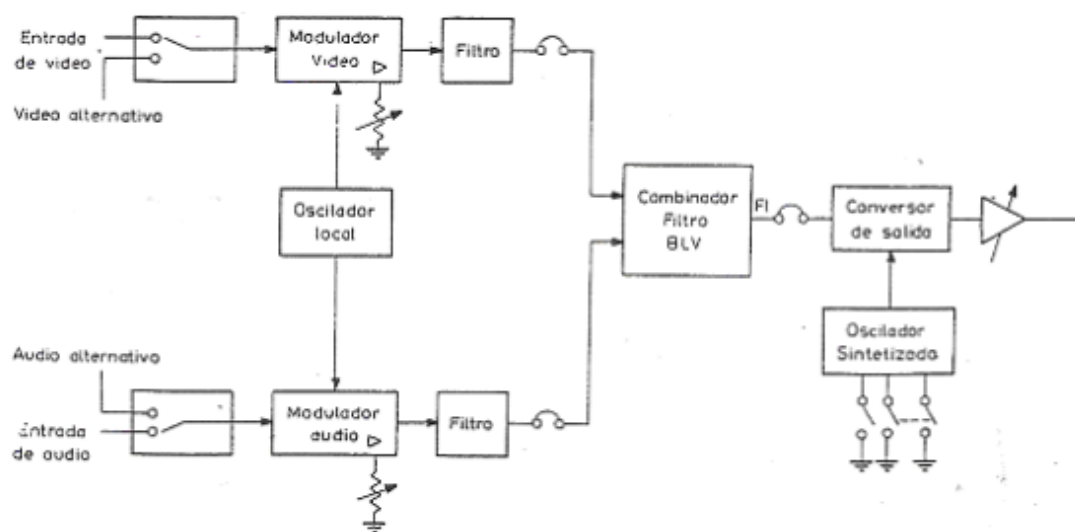 Entrada
de video
Video alternativo
Modulador
Video
Filtro
Oscilador
local
Combinador
Filtro
BLV
FI
Conversor
de salida
Oscilador
Sintetizada
Audio alternativo
Entrada
de audio
Modulador
audio
Filtro